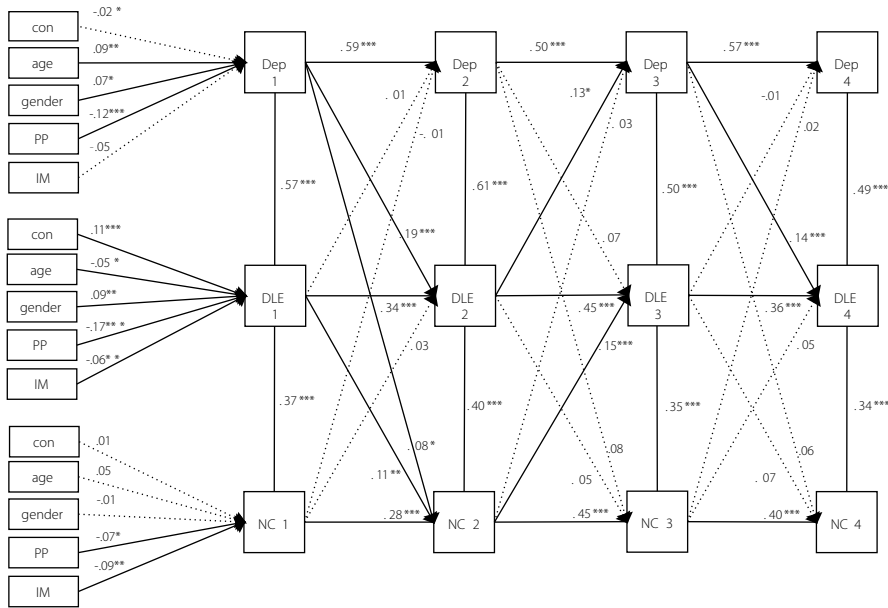 con
-.02 *
age
.09**
gender
.07*
PP
-.12***
IM
-.05
Dep
1
.59 ***
Dep
2
.50 ***
Dep
3
.57 ***
Dep
4
. 01
-. 01
.13*
. 03
-.01
.02
.57 ***
.61 ***
.50 ***
.49 ***
.19 ***
.07
.14 ***
con
.11***
age
-.05 *
gender
.09**
PP
-.17** *
IM
-.06* *
DLE
1
.34 ***
DLE
2
.45 ***
DLE
3
.36 ***
DLE
4
.03
.15***
.05
.37 ***
.40 ***
.35 ***
.34 ***
con
.01
age
.05
gender
-.01
PP
-.07*
IM
-.09**
.08 *
.11 **
.08
. 05
.06
.07
NC 1
.28 ***
NC 2
.45 ***
NC 3
.40 ***
NC 4